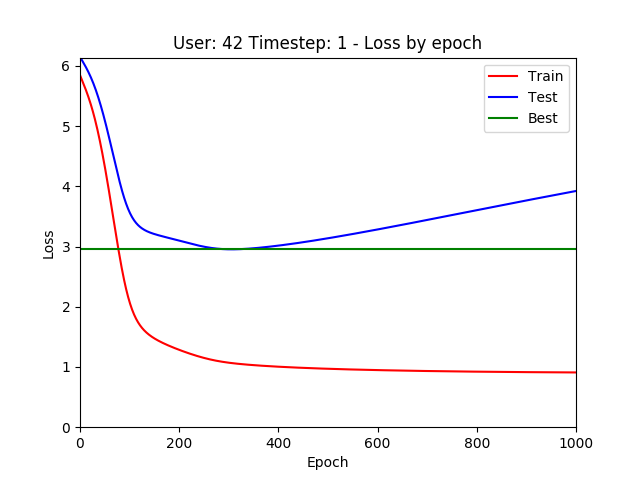 User: 42 Timestep: 1 - Loss by epoch
6
5
4
3
2
1
0
Loss
Train
Test
Best
0 200 400 600 800 1000
Epoch